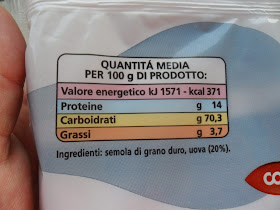 QUANTITÁ MEDIA
PER 100 g DI PRODOTTO:
Valore energetico kJ 1571 - kcal 371
Proteine g 14
Carboidrati g 70,3
Grassi g 3,7
Ingredienti: semola di grano duro, uova (20%).